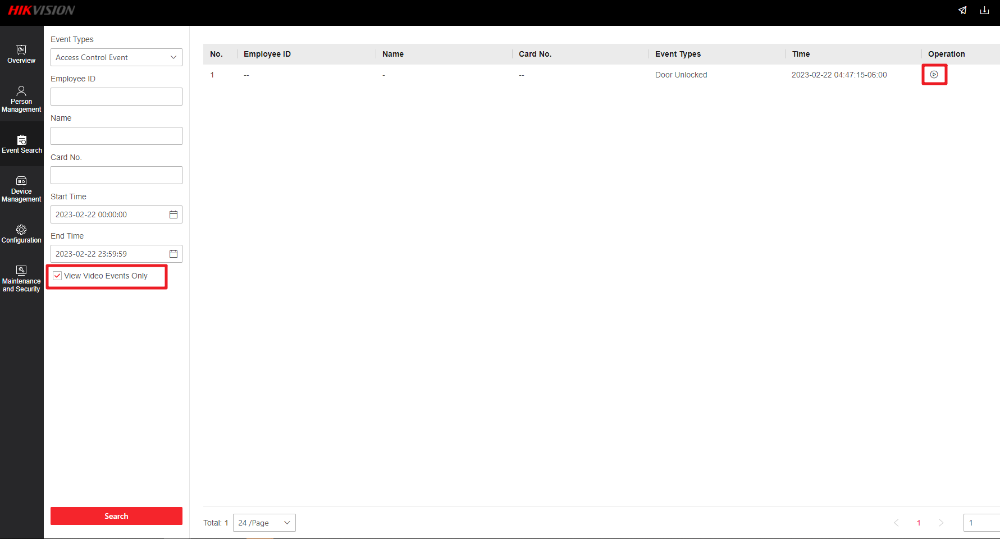 HIKVISION
Overview
Person
Management
Event Search
Device
Management
Configuration
Maintenance
and Security
Event Types
Access Control Event
Employee ID
Name
Card No.
Start Time
2023-02-22 00:00:00
End Time
2023-02-22 23:59:59
View Video Events Only
Search
No. Employee ID Name Card No. Event Types Time Operation
1 -- - -- Door Unlocked 2023-02-22 04:47:15-06:00
Total: 1 24 /Page 1 1